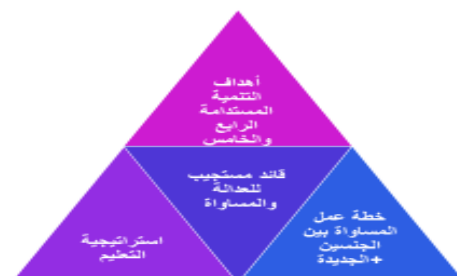 أهداف
التنمية
المستدامة
الرابع
والخامس
قائد مستجيب
للعدالة
والمساواة
خطة عمل
المساواة بين
الجنسين
الجديدة+
استراتيجية
التعليم